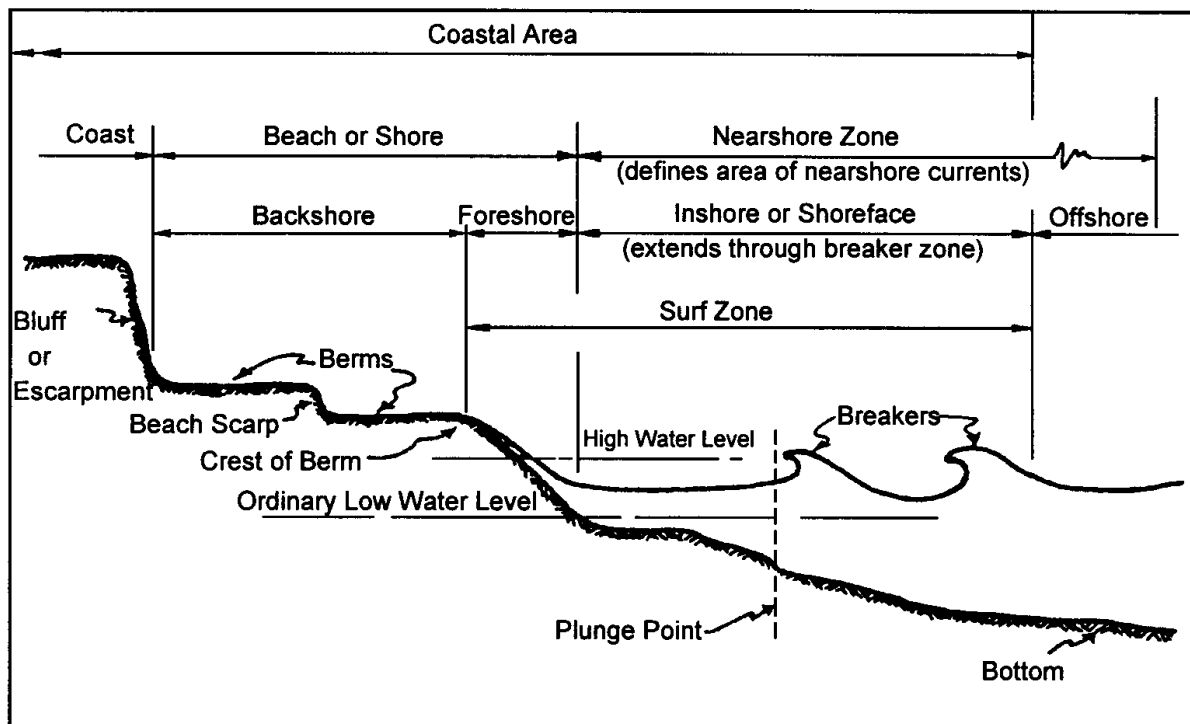 Coastal Area
Coast
Beach or Shore
Nearshore Zone
(defines area of nearshore currents)
Backshore
Foreshore
Inshore or Shoreface
Offshore
(extends through breaker zone)
Surf Zone
Bluff
or
Escarpment
Berms
Beach Scarp
Crest of Berm
High Water Level
Breakers
Ordinary Low Water Level
Plunge Point
Bottom